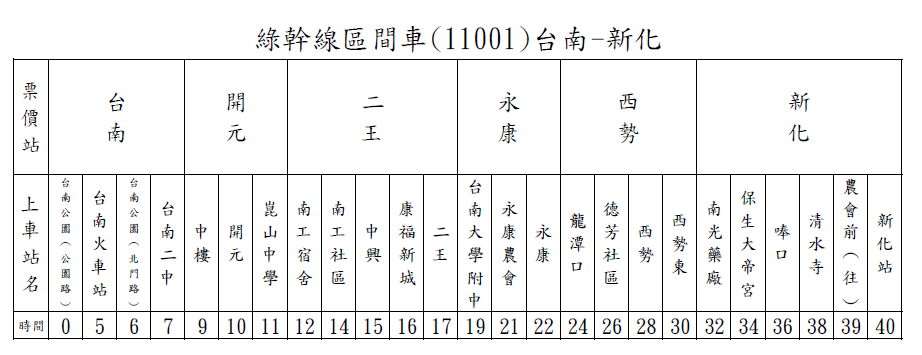 綠幹線區間車(11001)台南-新化
票價站 台南 開元 二王 永康 西勢 新化
上車站名 台南公園(公園路) 台南火車站 台南公園(北門路) 台南二中 中樓 開元 崑山中學 南工宿舍 南工社區 中興 康福新城 二王 台南大學附中 永康農會 永康 龍潭口 德芳社區 西勢 西勢東 南光藥廠 保生大帝宮 唪口 清水寺 農會前(往) 新化站
時間 0 5 6 7 9 10 11 12 14 15 16 17 19 21 22 24 26 28 30 32 34 36 38 39 40